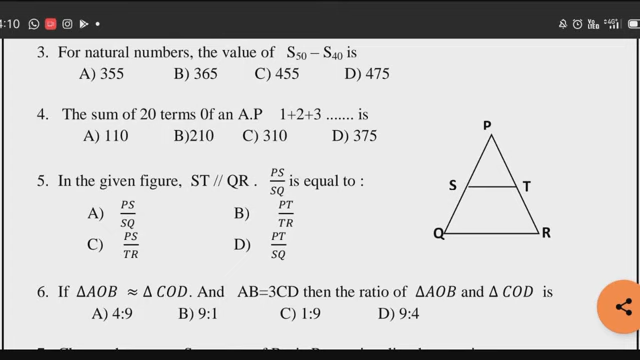 4:10
3. For natural numbers, the value of S₅₀ – S₄₀ is
A) 355 B) 365 C) 455 D) 475
4. The sum of 20 terms 0f an A.P 1+2+3 ....... is
A) 110 B)210 C) 310 D) 375
5. In the given figure, ST // QR . PS/SQ is equal to :
A) PS/SQ B) PT/TR
C) PS/TR D) PT/SQ
P
S T
Q R
6. If ΔAOB ≈ Δ COD. And AB=3CD then the ratio of ΔAOB and Δ COD is
A) 4:9 B) 9:1 C) 1:9 D) 9:4